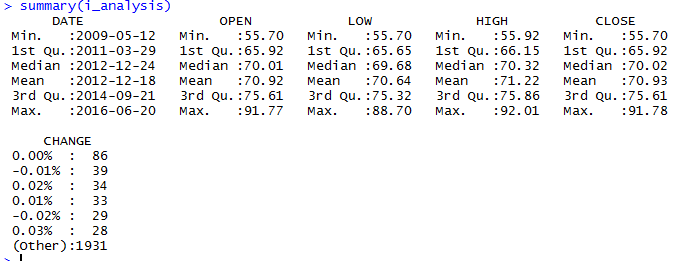 > summary(i_analysis)
DATE OPEN LOW HIGH CLOSE
Min. :2009-05-12 Min. :55.70 Min. :55.70 Min. :55.92 Min. :55.70
1st Qu.:2011-03-29 1st Qu.:65.92 1st Qu.:65.65 1st Qu.:66.15 1st Qu.:65.92
Median :2012-12-24 Median :70.01 Median :69.68 Median :70.32 Median :70.02
Mean :2012-12-18 Mean :70.92 Mean :70.64 Mean :71.22 Mean :70.93
3rd Qu.:2014-09-21 3rd Qu.:75.61 3rd Qu.:75.32 3rd Qu.:75.86 3rd Qu.:75.61
Max. :2016-06-20 Max. :91.77 Max. :88.70 Max. :92.01 Max. :91.78
CHANGE
0.00% : 86
-0.01% : 39
0.02% : 34
0.01% : 33
-0.02% : 29
0.03% : 28
(Other):1931
>